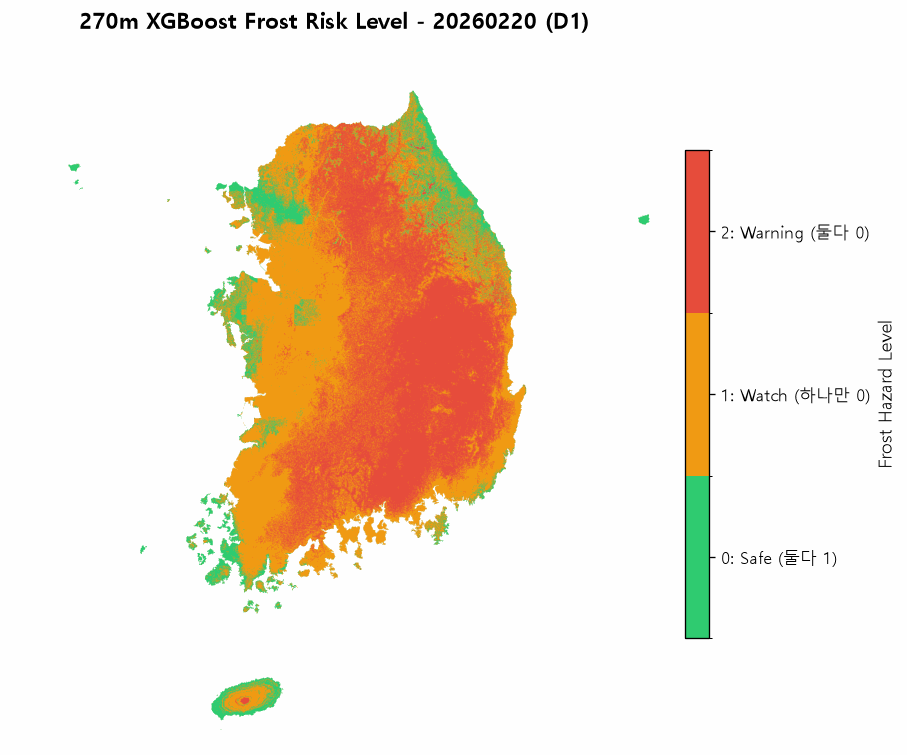 270m XGBoost Frost Risk Level - 20260220 (D1)
2: Warning (둘다 0)
1: Watch (하나만 0)
0: Safe (둘다 1)
Frost Hazard Level